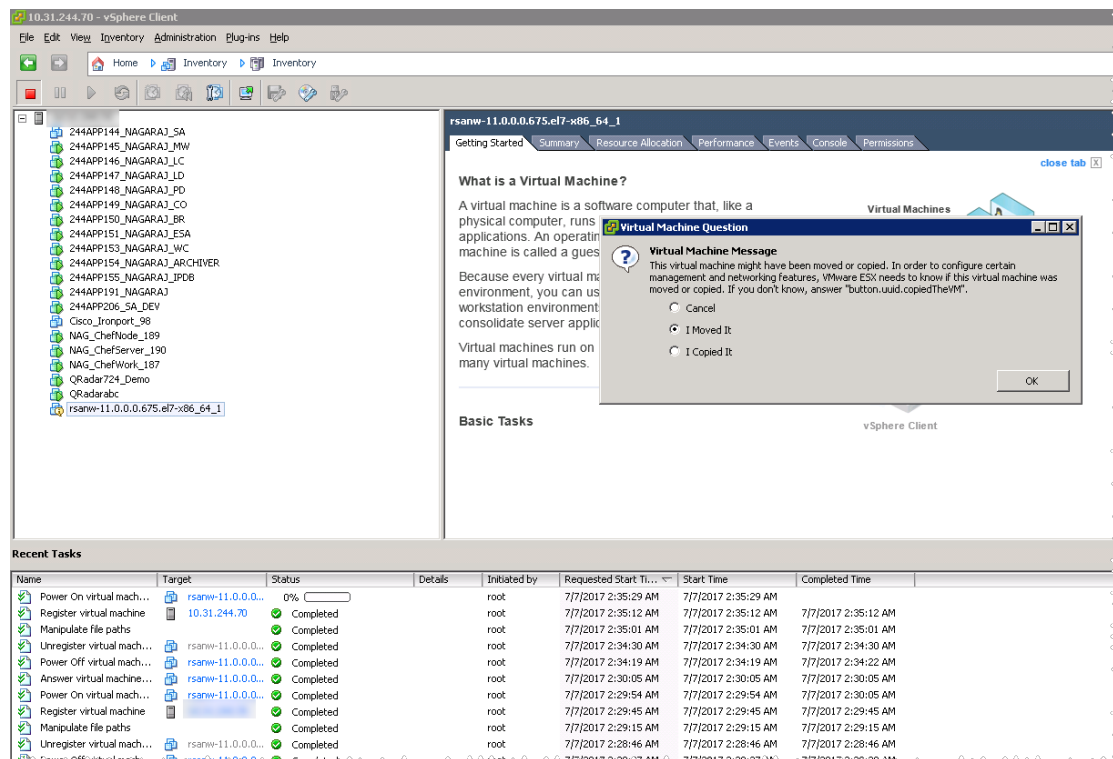 10.31.244.70 - vSphere Client
File Edit View Inventory Administration Plug-ins Help
Home Inventory Inventory
244APP144_NAGARAJ_SA
244APP145_NAGARAJ_MW
244APP146_NAGARAJ_LC
244APP147_NAGARAJ_LD
244APP148_NAGARAJ_PD
244APP149_NAGARAJ_CO
244APP150_NAGARAJ_BR
244APP151_NAGARAJ_ESA
244APP153_NAGARAJ_WC
244APP154_NAGARAJ_ARCHIVER
244APP155_NAGARAJ_IPDB
244APP191_NAGARAJ
244APP206_SA_DEV
Cisco_Ironport_98
NAG_ChefNode_189
NAG_ChefServer_190
NAG_ChefWork_187
QRadar724_Demo
QRadarabc
rsanw-11.0.0.0.675.el7-x86_64_1
rsanw-11.0.0.0.675.el7-x86_64_1
Getting Started Summary Resource Allocation Performance Events Console Permissions
close tab X
What is a Virtual Machine?
A virtual machine is a software computer that, like a
physical computer, runs
applications. An operatin
machine is called a gues
Because every virtual ma
environment, you can us
workstation environment
consolidate server applic
Virtual machines run on
many virtual machines.
Basic Tasks
Virtual Machines
vSphere Client
Virtual Machine Question
Virtual Machine Message
This virtual machine might have been moved or copied. In order to configure certain
management and networking features, VMware ESX needs to know if this virtual machine was
moved or copied. If you don't know, answer "button.uuid.copiedTheVM".
Cancel
I Moved It
I Copied It
OK
Recent Tasks
Name Target Status Details Initiated by Requested Start Ti... Start Time Completed Time
Power On virtual mach... rsanw-11.0.0.0... 0% root 7/7/2017 2:35:29 AM 7/7/2017 2:35:29 AM
Register virtual machine 10.31.244.70 Completed root 7/7/2017 2:35:12 AM 7/7/2017 2:35:12 AM 7/7/2017 2:35:12 AM
Manipulate file paths Completed root 7/7/2017 2:35:01 AM 7/7/2017 2:35:01 AM 7/7/2017 2:35:01 AM
Unregister virtual mach... rsanw-11.0.0.0... Completed root 7/7/2017 2:34:30 AM 7/7/2017 2:34:30 AM 7/7/2017 2:34:30 AM
Power Off virtual mach... rsanw-11.0.0.0... Completed root 7/7/2017 2:34:19 AM 7/7/2017 2:34:19 AM 7/7/2017 2:34:22 AM
Answer virtual machine... rsanw-11.0.0.0... Completed root 7/7/2017 2:30:05 AM 7/7/2017 2:30:05 AM 7/7/2017 2:30:05 AM
Power On virtual mach... rsanw-11.0.0.0... Completed root 7/7/2017 2:29:54 AM 7/7/2017 2:29:54 AM 7/7/2017 2:30:05 AM
Register virtual machine Completed root 7/7/2017 2:29:45 AM 7/7/2017 2:29:45 AM 7/7/2017 2:29:45 AM
Manipulate file paths Completed root 7/7/2017 2:29:15 AM 7/7/2017 2:29:15 AM 7/7/2017 2:29:15 AM
Unregister virtual mach... rsanw-11.0.0.0... Completed root 7/7/2017 2:28:46 AM 7/7/2017 2:28:46 AM 7/7/2017 2:28:46 AM